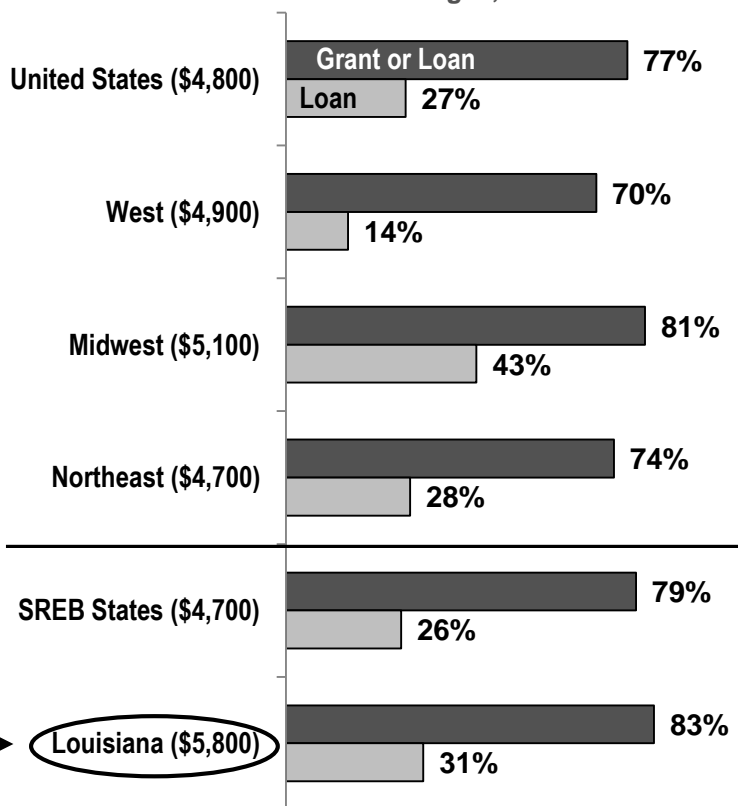 United States ($4,800)
Grant or Loan
77%
Loan
27%
West ($4,900)
70%
14%
Midwest ($5,100)
81%
43%
Northeast ($4,700)
74%
28%
SREB States ($4,700)
79%
26%
Louisiana ($5,800)
83%
31%